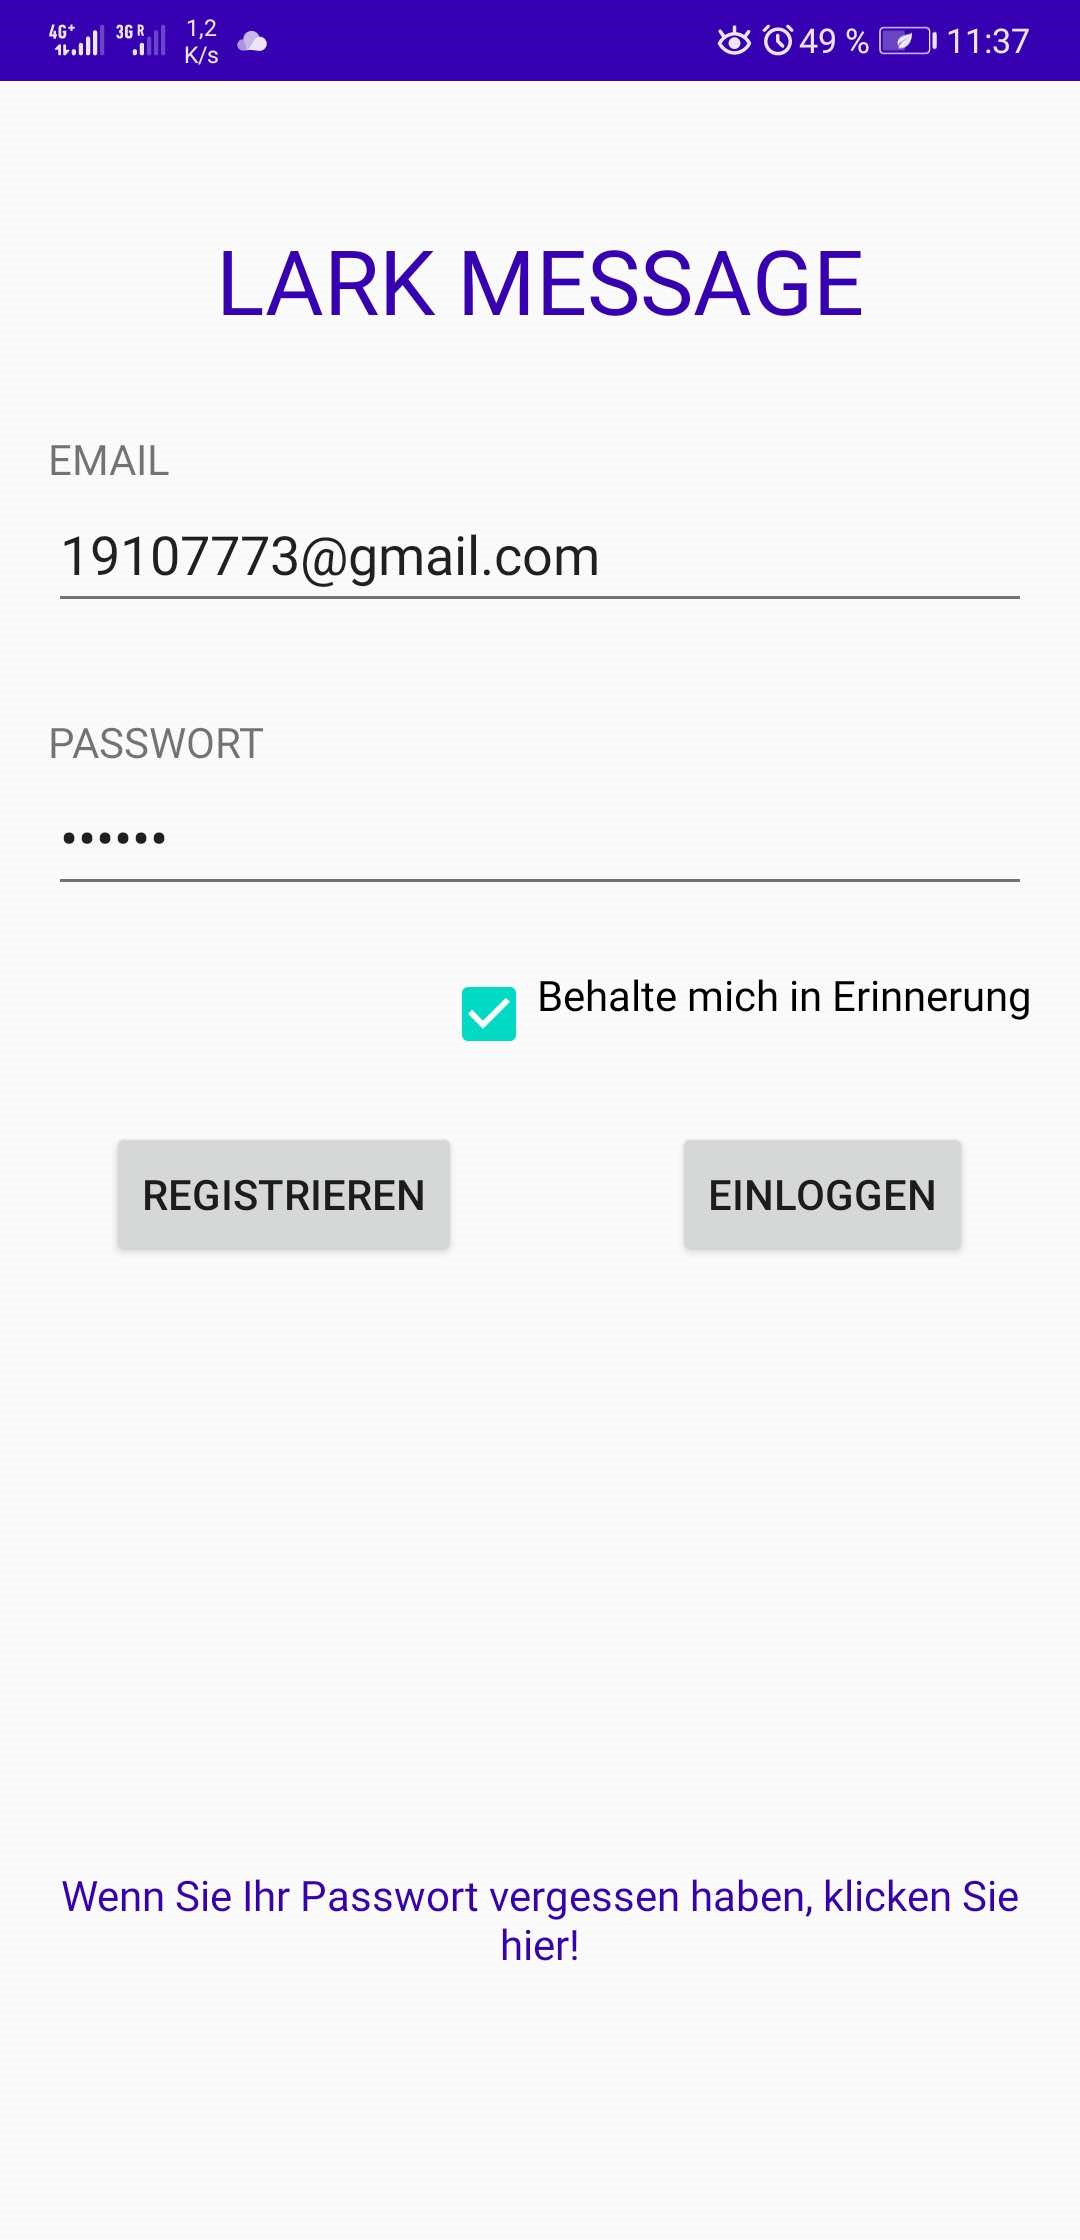 4G+ 3G R 1,2 K/s 49 % 11:37
LARK MESSAGE
EMAIL
19107773@gmail.com
PASSWORT
••••••
Behalte mich in Erinnerung
REGISTRIEREN EINLOGGEN
Wenn Sie Ihr Passwort vergessen haben, klicken Sie
hier!